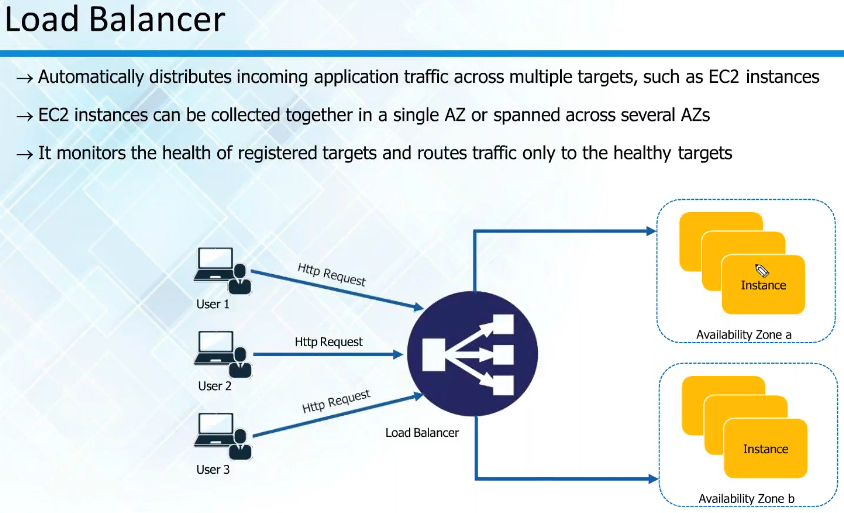 Load Balancer
→ Automatically distributes incoming application traffic across multiple targets, such as EC2 instances
→ EC2 instances can be collected together in a single AZ or spanned across several AZs
→ It monitors the health of registered targets and routes traffic only to the healthy targets
Http Request
User 1
Http Request
User 2
Http Request
User 3
Load Balancer
Instance
Availability Zone a
Instance
Availability Zone b